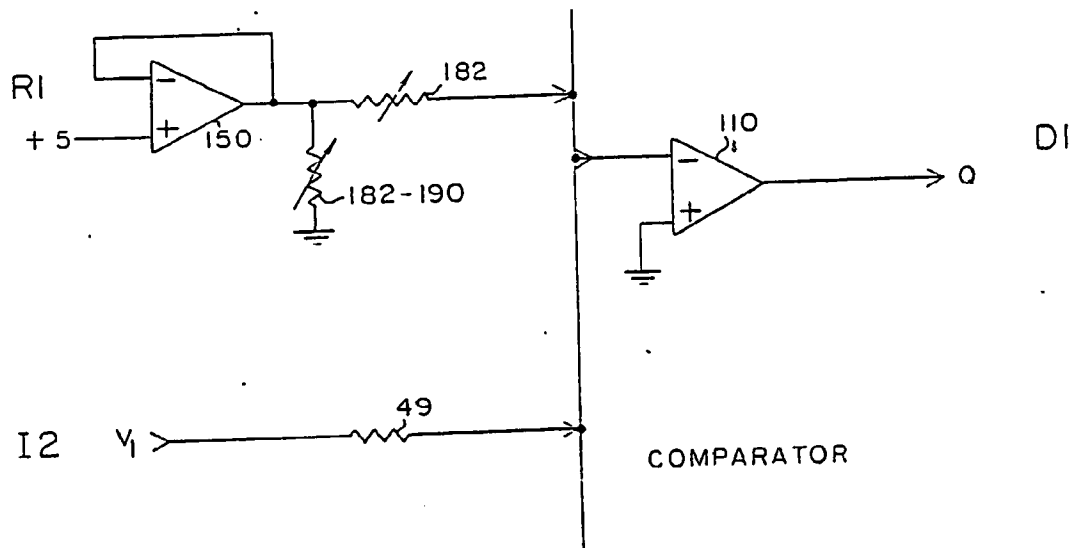 182
R1
−
+ 5
+
150
182-190
110
−
D1
Q
+
49
I2 V1
COMPARATOR